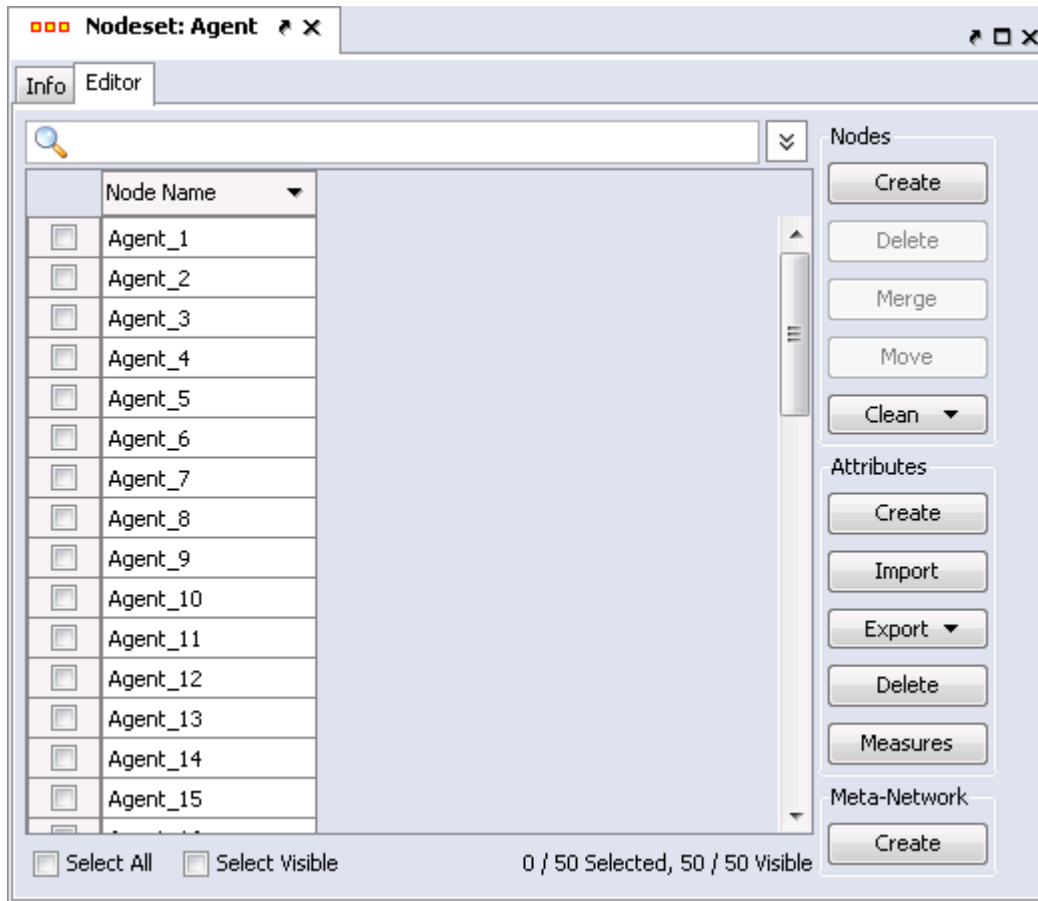 Nodeset: Agent
Info
Editor
Node Name
Agent_1
Agent_2
Agent_3
Agent_4
Agent_5
Agent_6
Agent_7
Agent_8
Agent_9
Agent_10
Agent_11
Agent_12
Agent_13
Agent_14
Agent_15
Select All
Select Visible
0 / 50 Selected, 50 / 50 Visible
Nodes
Create
Delete
Merge
Move
Clean
Attributes
Create
Import
Export
Delete
Measures
Meta-Network
Create